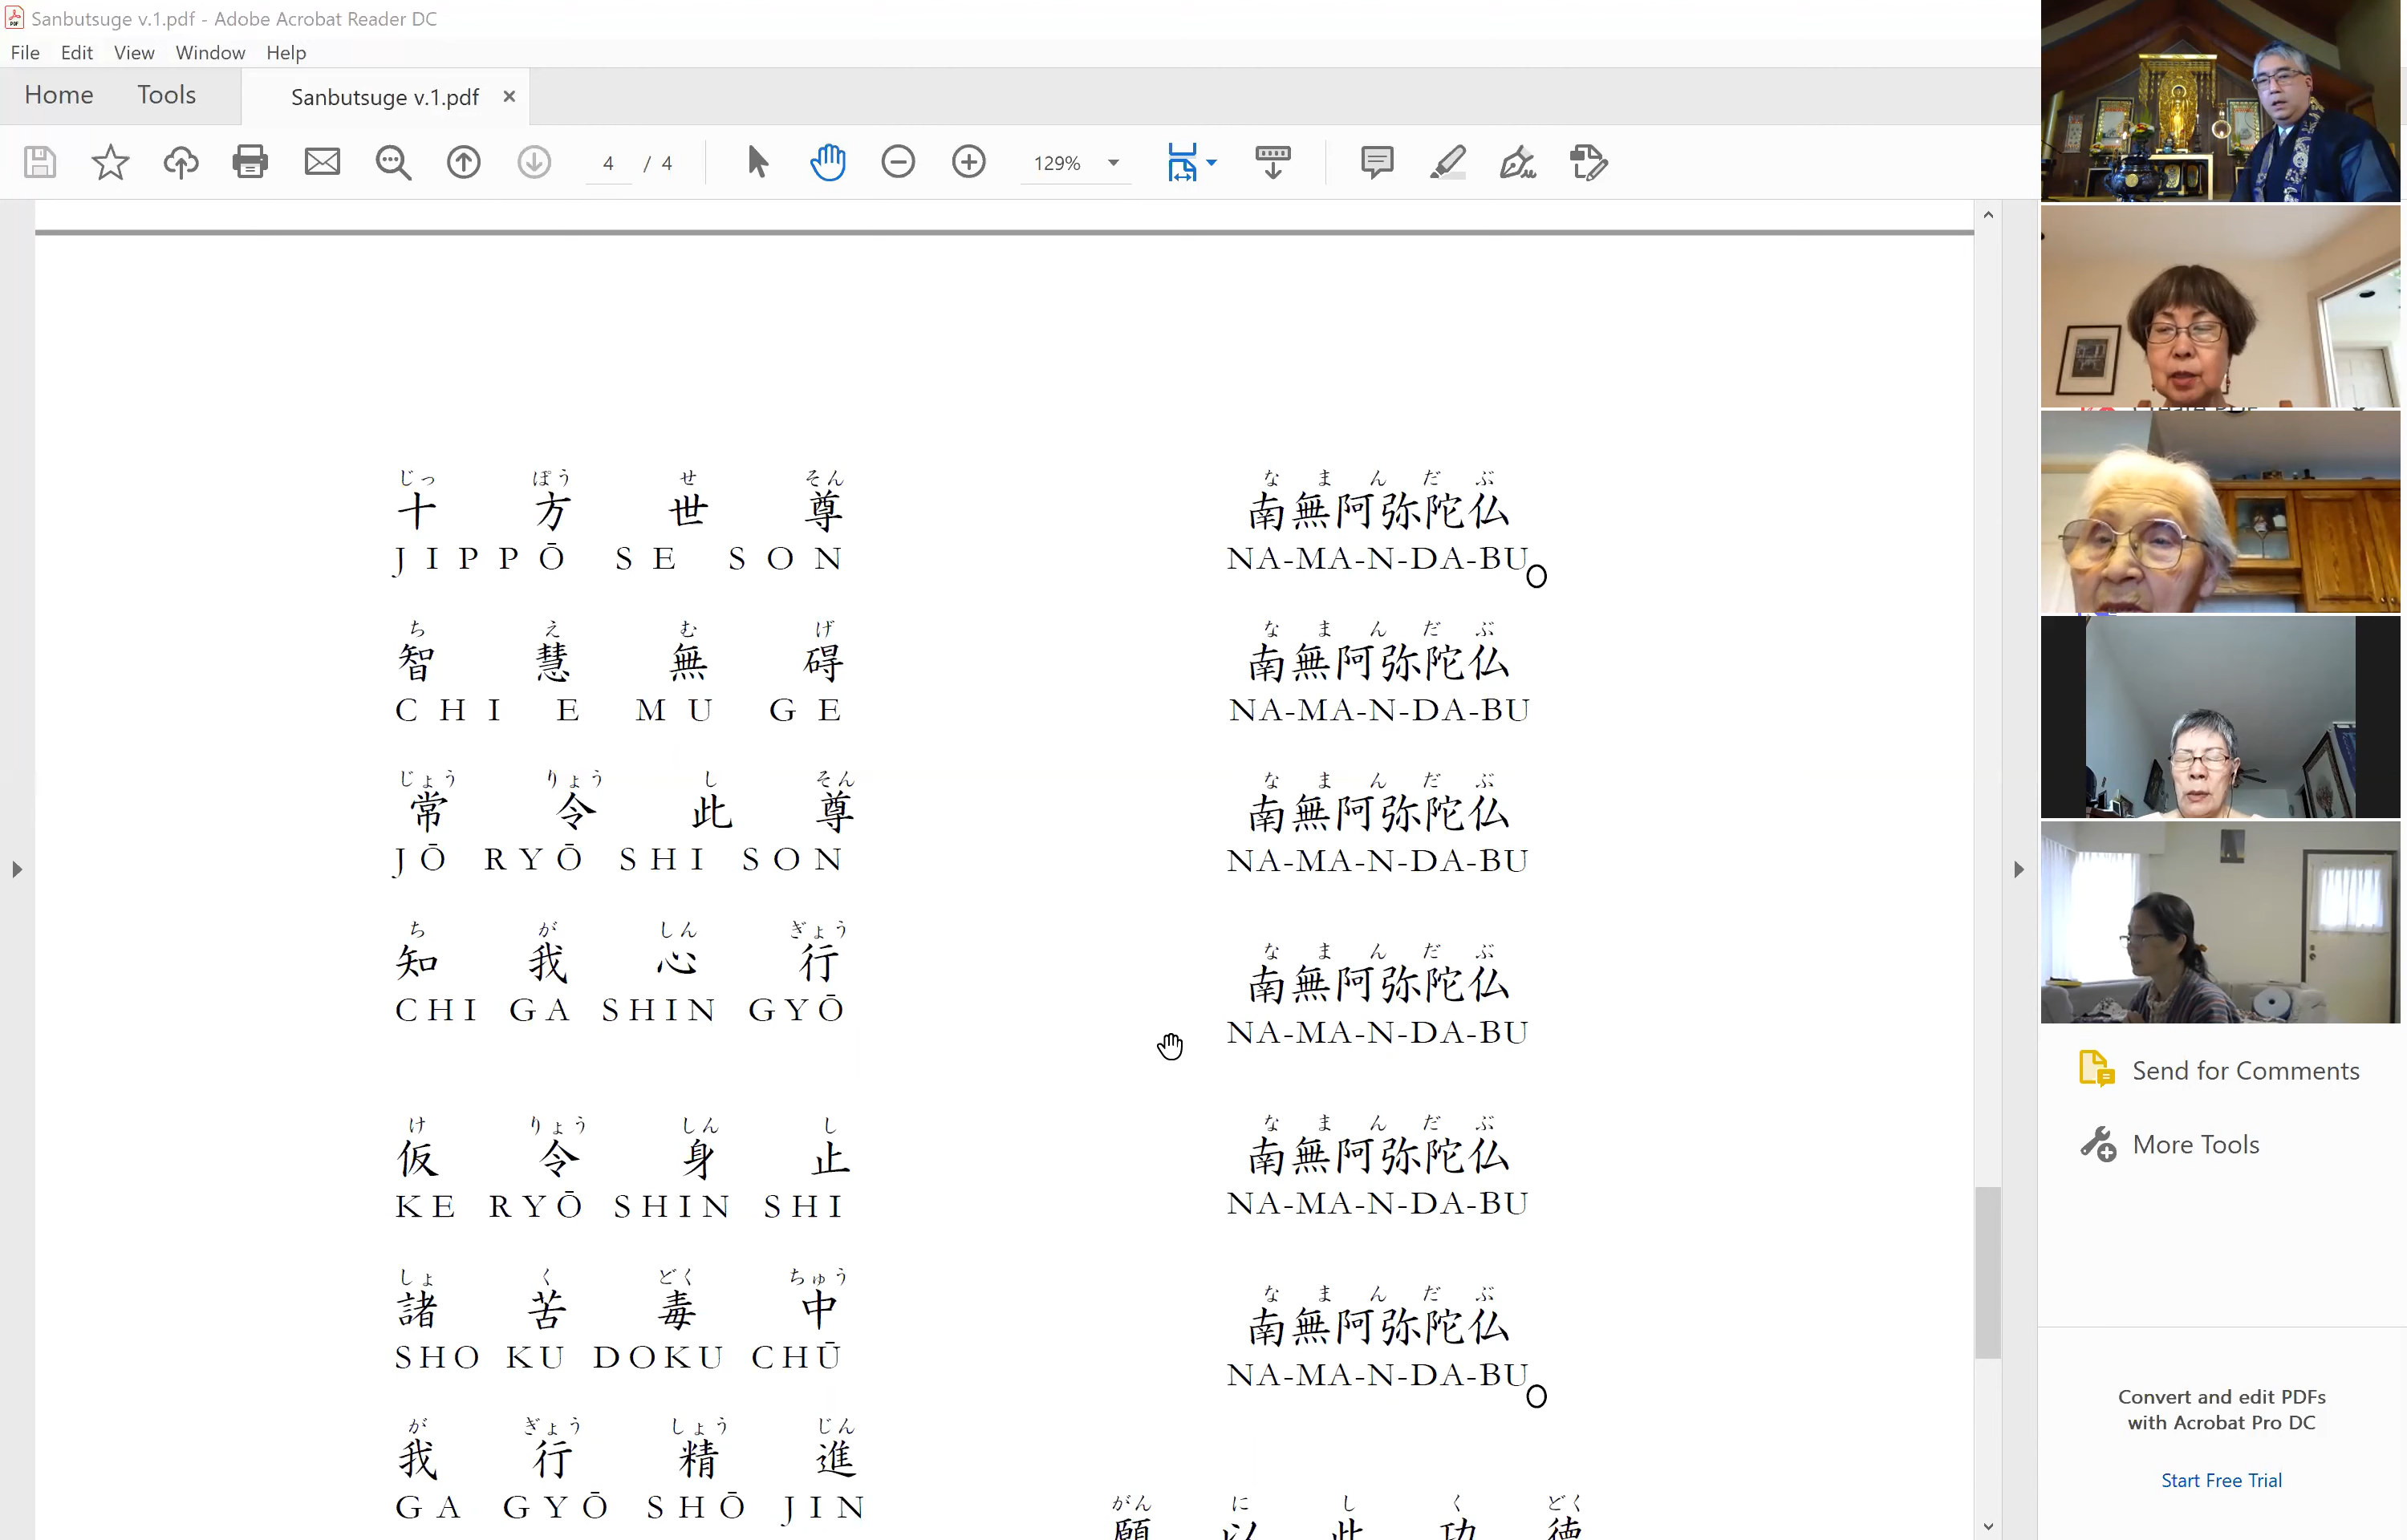 Sanbutsuge v.1.pdf - Adobe Acrobat Reader DC
File Edit View Window Help
Home Tools Sanbutsuge v.1.pdf ×
4 / 4 129%
じっ ぽう せ そん
十 方 世 尊
JIPPŌ SE SON
ち え む げ
智 慧 無 碍
CHI E MU GE
じょう りょう し そん
常 令 此 尊
JŌ RYŌ SHI SON
ち が しん ぎょう
知 我 心 行
CHI GA SHIN GYŌ
け りょう しん し
仮 令 身 止
KE RYŌ SHIN SHI
しょ く どく ちゅう
諸 苦 毒 中
SHO KU DOKU CHŪ
が ぎょう しょう じん
我 行 精 進
GA GYŌ SHŌ JIN
な ま ん だ ぶ
南無阿弥陀仏
NA-MA-N-DA-BU○
な ま ん だ ぶ
南無阿弥陀仏
NA-MA-N-DA-BU
な ま ん だ ぶ
南無阿弥陀仏
NA-MA-N-DA-BU
な ま ん だ ぶ
南無阿弥陀仏
NA-MA-N-DA-BU
な ま ん だ ぶ
南無阿弥陀仏
NA-MA-N-DA-BU
な ま ん だ ぶ
南無阿弥陀仏
NA-MA-N-DA-BU○
がん に し く どく
願 以 此 功 徳
Send for Comments
More Tools
Convert and edit PDFs
with Acrobat Pro DC
Start Free Trial